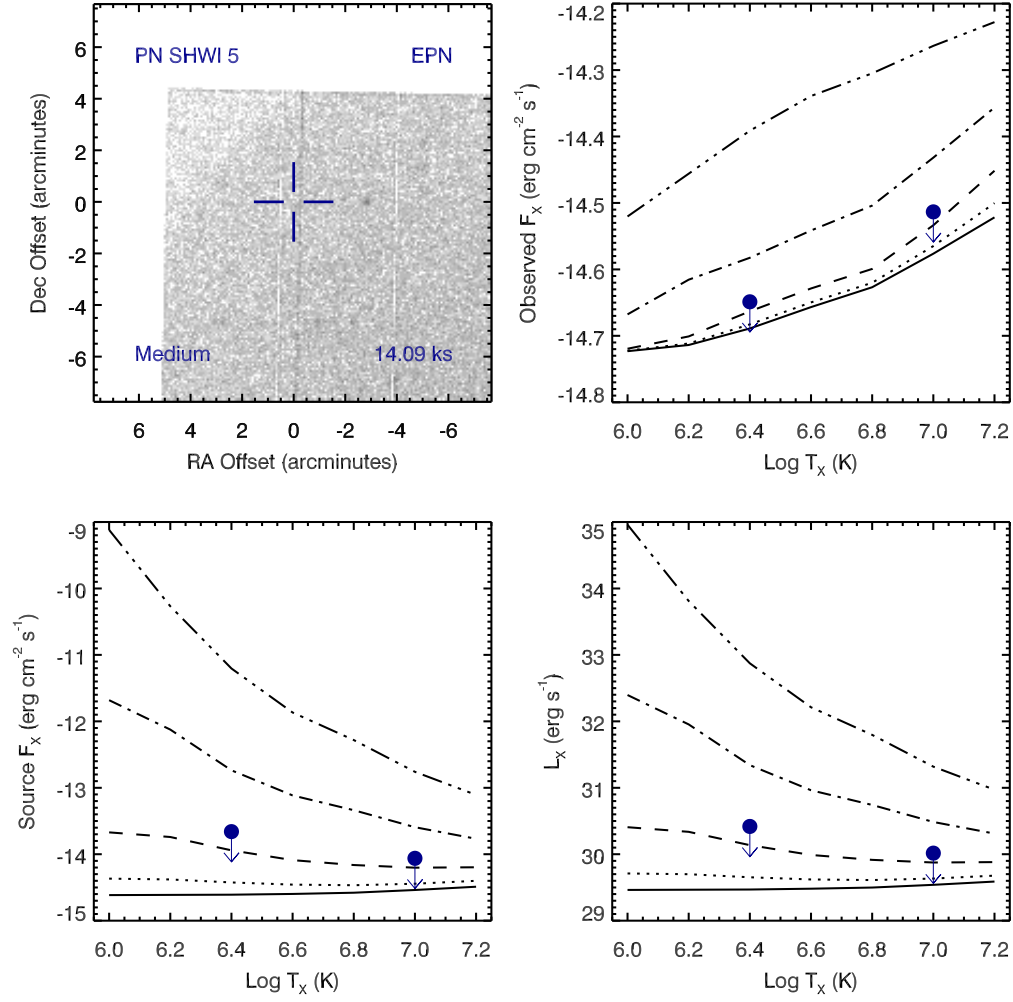 PN SHWI 5 EPN
Medium 14.09 ks
6
4
2
0
-2
-4
-6
Dec Offset (arcminutes)
6 4 2 0 -2 -4 -6
RA Offset (arcminutes)
-14.2
-14.3
-14.4
-14.5
-14.6
-14.7
-14.8
Observed F_X (erg cm^-2 s^-1)
6.0 6.2 6.4 6.6 6.8 7.0 7.2
Log T_X (K)
-9
-10
-11
-12
-13
-14
-15
Source F_X (erg cm^-2 s^-1)
6.0 6.2 6.4 6.6 6.8 7.0 7.2
Log T_X (K)
35
34
33
32
31
30
29
L_X (erg s^-1)
6.0 6.2 6.4 6.6 6.8 7.0 7.2
Log T_X (K)